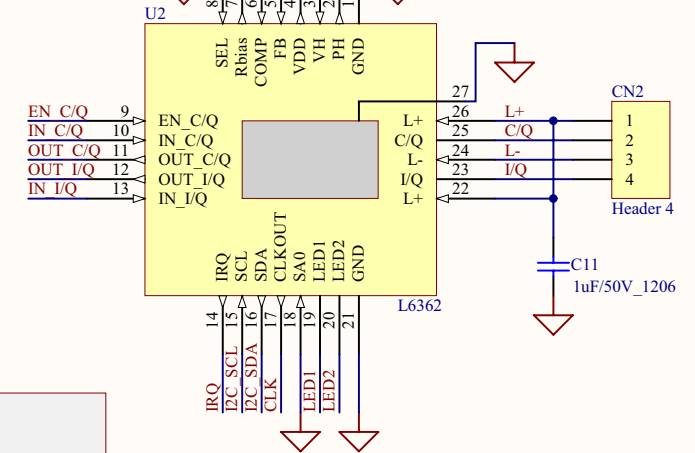 U2
8
7
6
5
4
3
2
1
SEL
Rbias
COMP
FB
VDD
VH
PH
GND
27
CN2
EN_C/Q 9 EN_C/Q
L+ 26 L+ 1
IN_C/Q 10 IN_C/Q
C/Q 25 C/Q 2
OUT_C/Q 11 OUT_C/Q
L- 24 L- 3
OUT_I/Q 12 OUT_I/Q
I/Q 23 I/Q 4
IN_I/Q 13 IN_I/Q
L+ 22
Header 4
IRQ
SCL
SDA
CLKOUT
SA0
LED1
LED2
GND
C11
1uF/50V_1206
L6362
14
15
16
17
18
19
20
21
IRQ
I2C_SCL
I2C_SDA
CLK
LED1
LED2